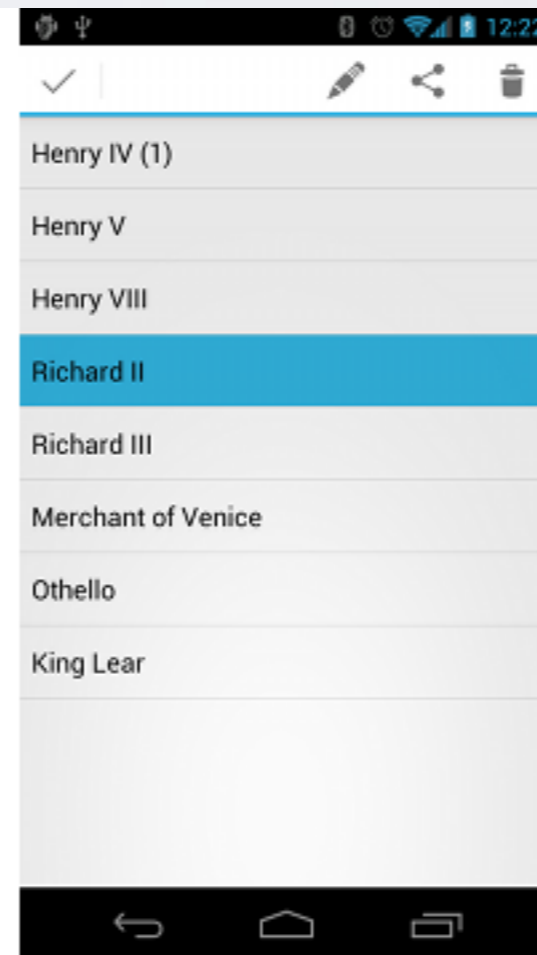 12:22
Henry IV (1)
Henry V
Henry VIII
Richard II
Richard III
Merchant of Venice
Othello
King Lear